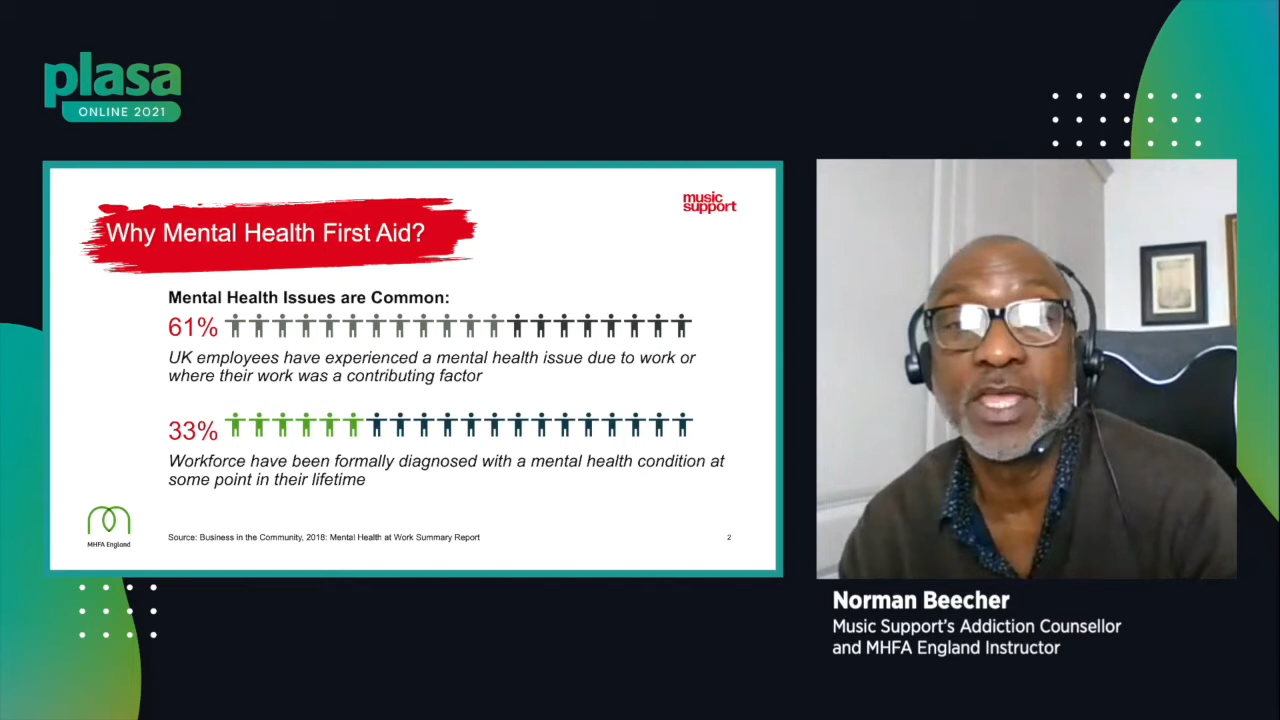 plasa
ONLINE 2021
music
support
Why Mental Health First Aid?
Mental Health Issues are Common:
61%
UK employees have experienced a mental health issue due to work or
where their work was a contributing factor
33%
Workforce have been formally diagnosed with a mental health condition at
some point in their lifetime
MHFA England
Source: Business in the Community, 2018: Mental Health at Work Summary Report
2
Norman Beecher
Music Support's Addiction Counsellor
and MHFA England Instructor